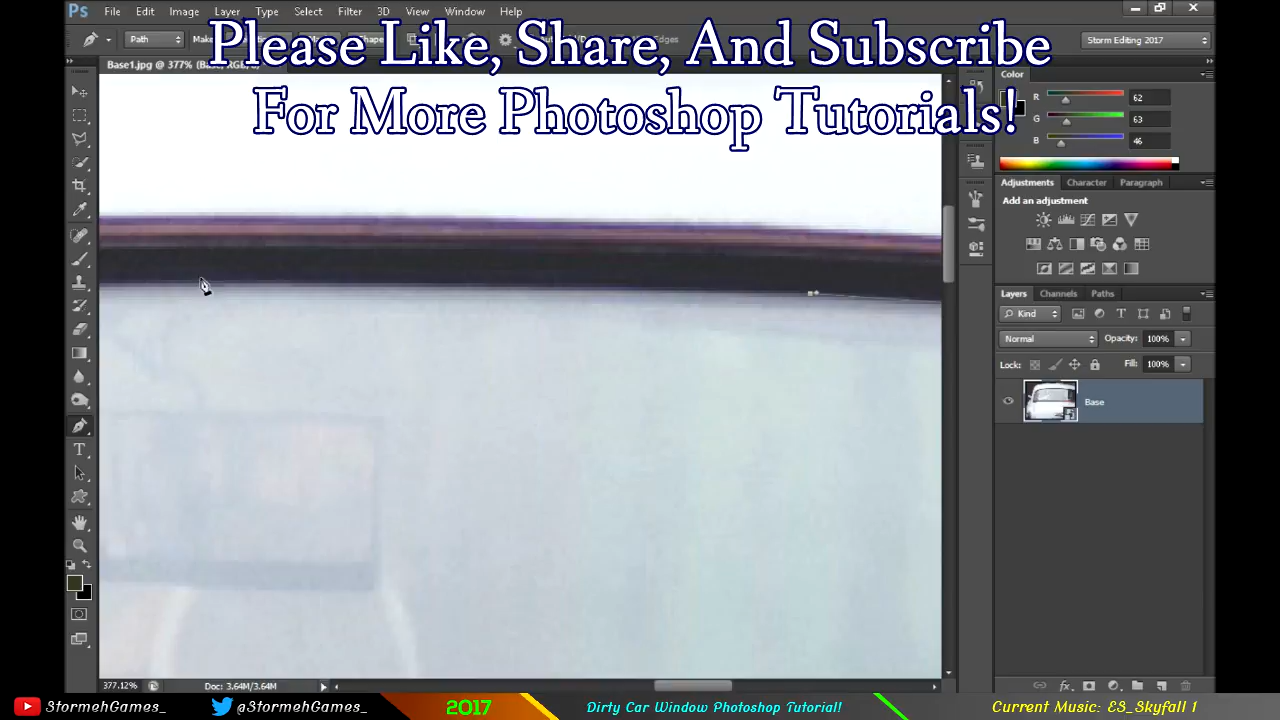 Ps File Edit Image Layer Type Select Filter 3D View Window Help
Please Like, Share, And Subscribe
For More Photoshop Tutorials!
Path
Storm Editing 2017
Base1.jpg @ 377%
Color
R 62
G 63
B 46
Adjustments Character Paragraph
Add an adjustment
Layers Channels Paths
Kind
Normal Opacity: 100%
Lock: Fill: 100%
Base
377.12% Doc: 3.64M/3.64M
StormehGames_ @StormehGames_ 2017 Dirty Car Window Photoshop Tutorial! Current Music: ES_Skyfall 1